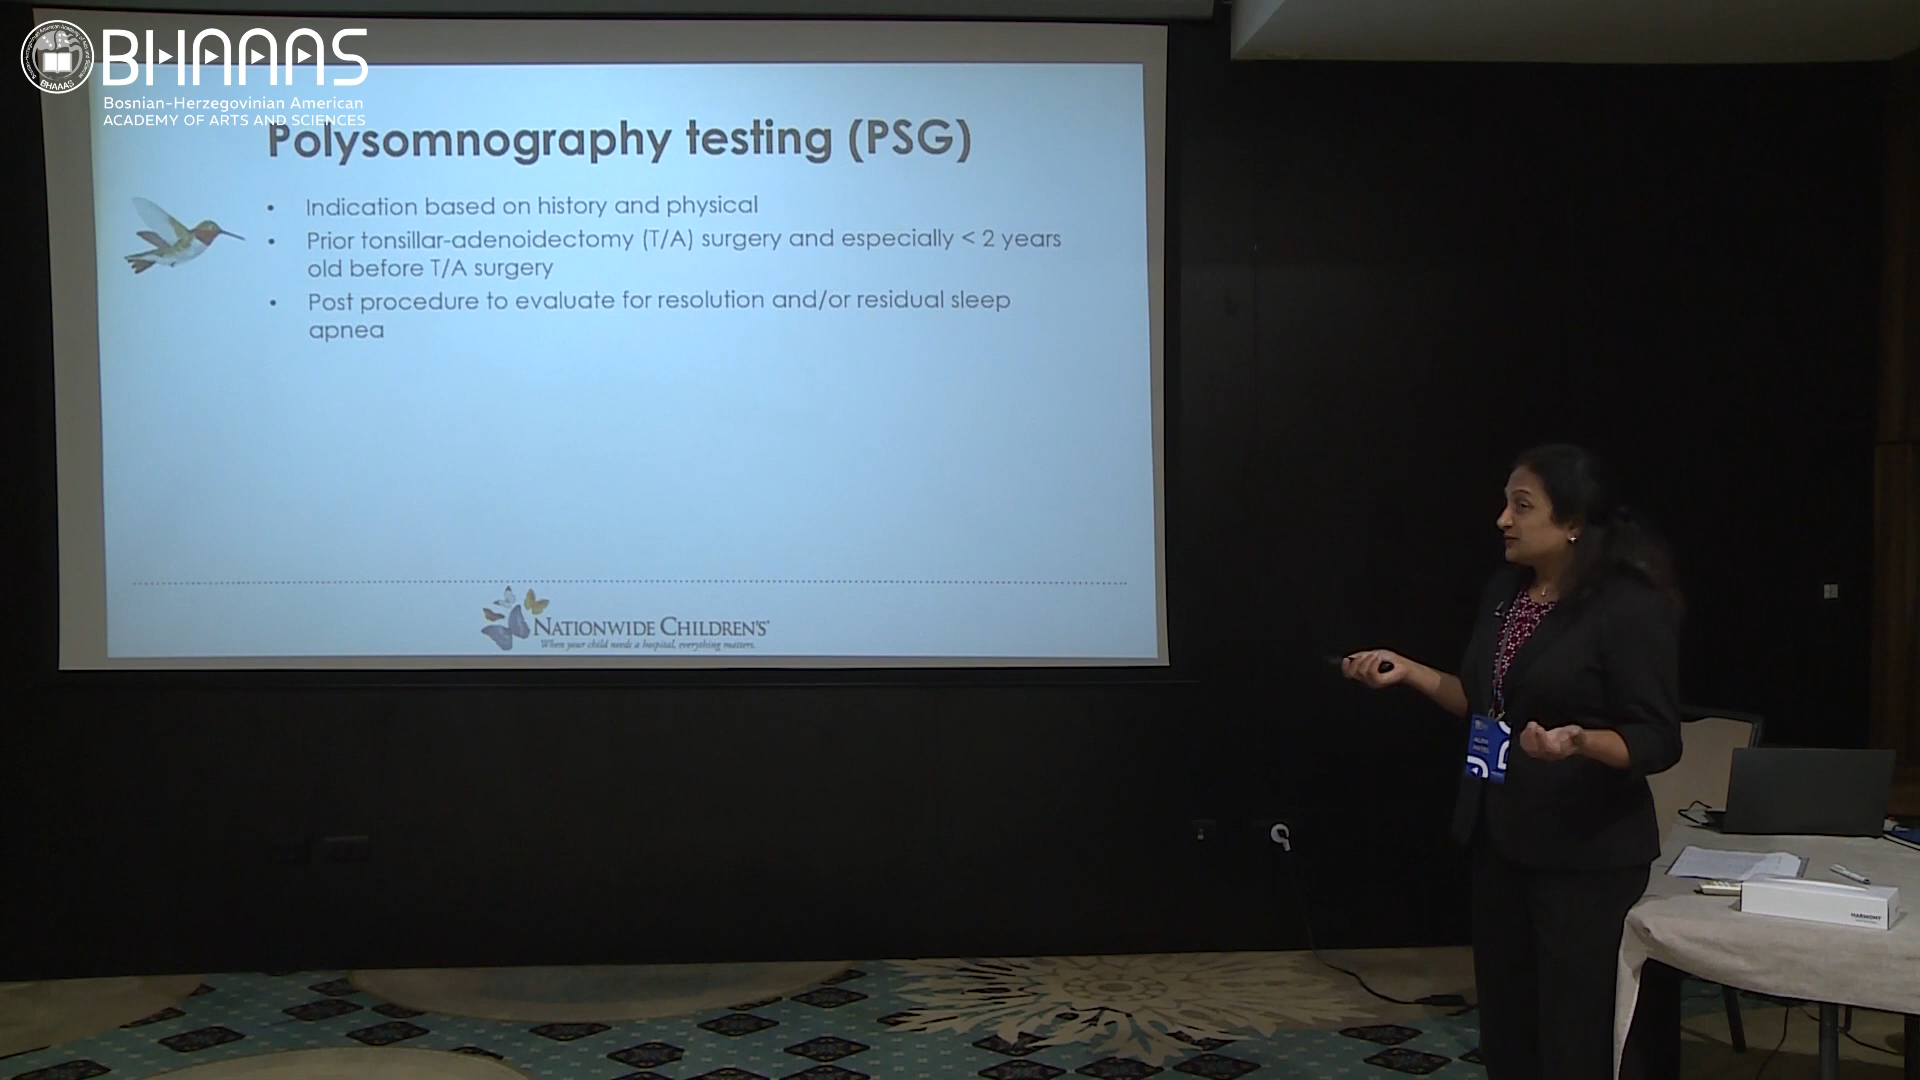 BHAAAS
Bosnian-Herzegovinian American
ACADEMY OF ARTS AND SCIENCES
BHAAAS
Polysomnography testing (PSG)
• Indication based on history and physical
• Prior tonsillar-adenoidectomy (T/A) surgery and especially < 2 years
old before T/A surgery
• Post procedure to evaluate for resolution and/or residual sleep
apnea
NATIONWIDE CHILDREN'S
When your child needs a hospital, everything matters.
HARMONY